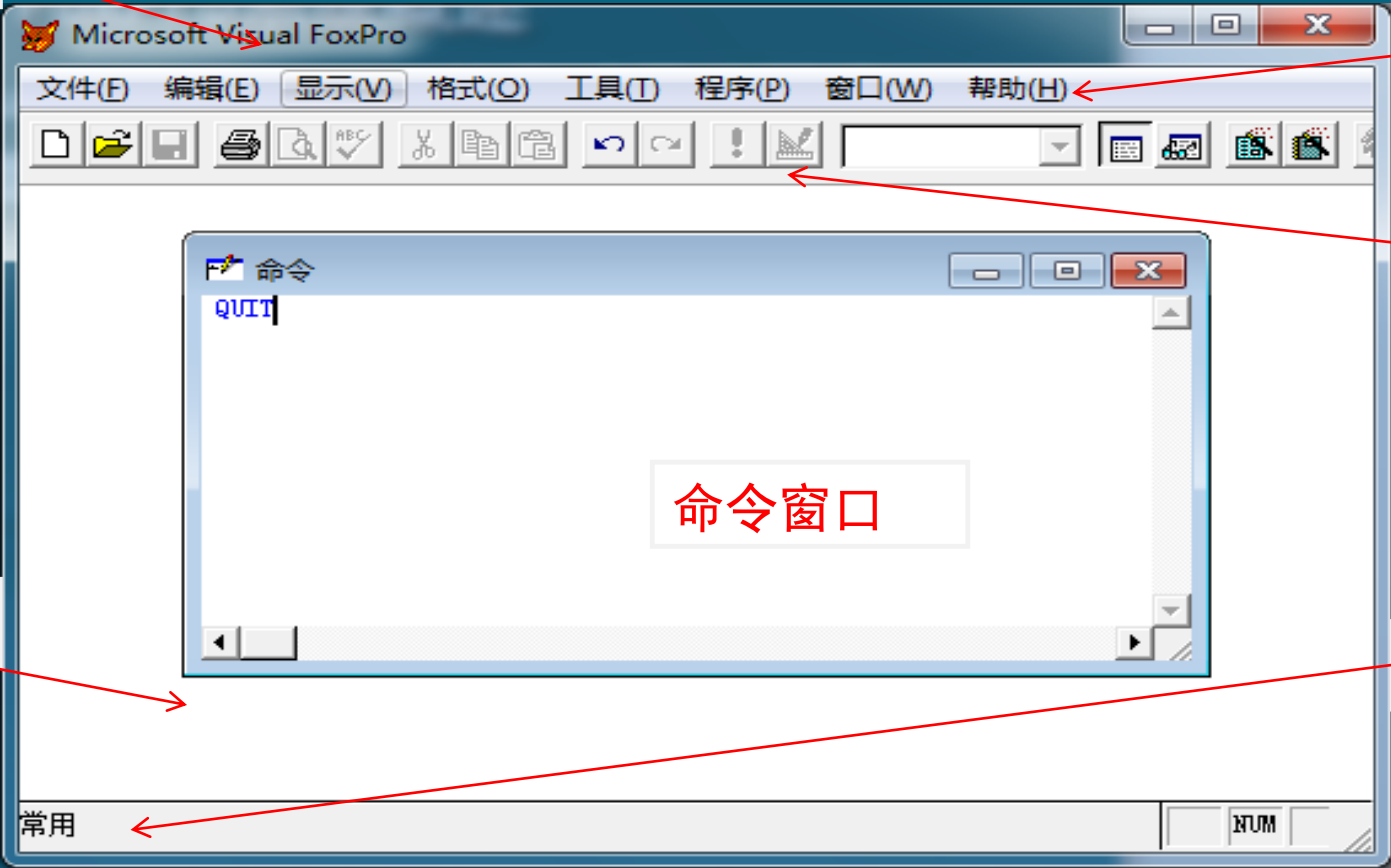 Microsoft Visual FoxPro
文件(F) 编辑(E) 显示(V) 格式(O) 工具(T) 程序(P) 窗口(W) 帮助(H)
ABC
命令
QUIT
命令窗口
常用
NUM